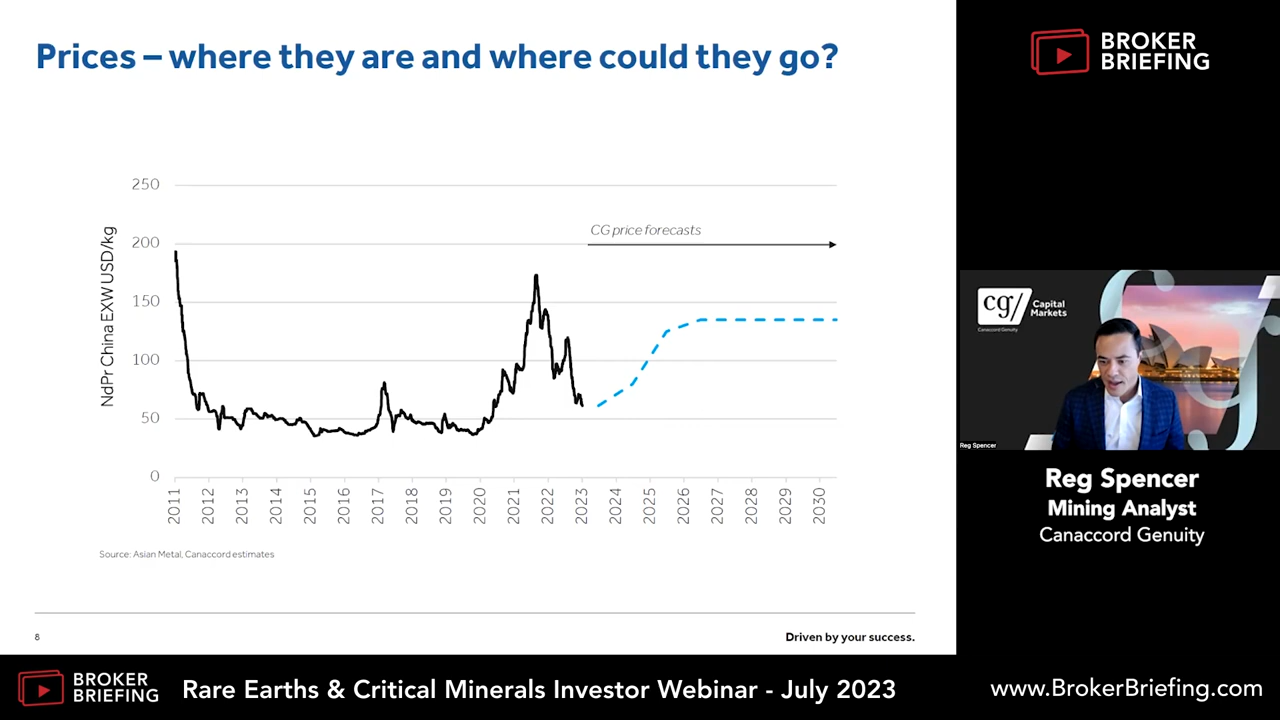 Prices – where they are and where could they go?
BROKER
BRIEFING
250
200
150
100
50
0
NdPr China EXW USD/kg
CG price forecasts
2011
2012
2013
2014
2015
2016
2017
2018
2019
2020
2021
2022
2023
2024
2025
2026
2027
2028
2029
2030
Source: Asian Metal, Canaccord estimates
8
Driven by your success.
cg/
Capital
Markets
Canaccord Genuity
Reg Spencer
Reg Spencer
Mining Analyst
Canaccord Genuity
BROKER
BRIEFING
Rare Earths & Critical Minerals Investor Webinar - July 2023
www.BrokerBriefing.com